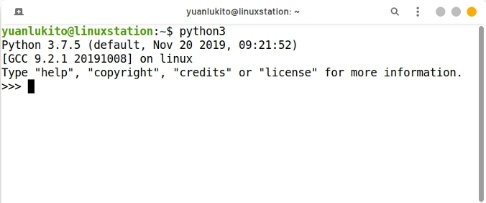 yuanlukito@linuxstation: ~
yuanlukito@linuxstation:~$ python3
Python 3.7.5 (default, Nov 20 2019, 09:21:52)
[GCC 9.2.1 20191008] on linux
Type "help", "copyright", "credits" or "license" for more information.
>>>